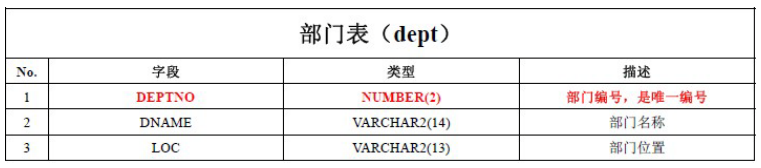 部门表（dept）
No. 字段 类型 描述
1 DEPTNO NUMBER(2) 部门编号，是唯一编号
2 DNAME VARCHAR2(14) 部门名称
3 LOC VARCHAR2(13) 部门位置